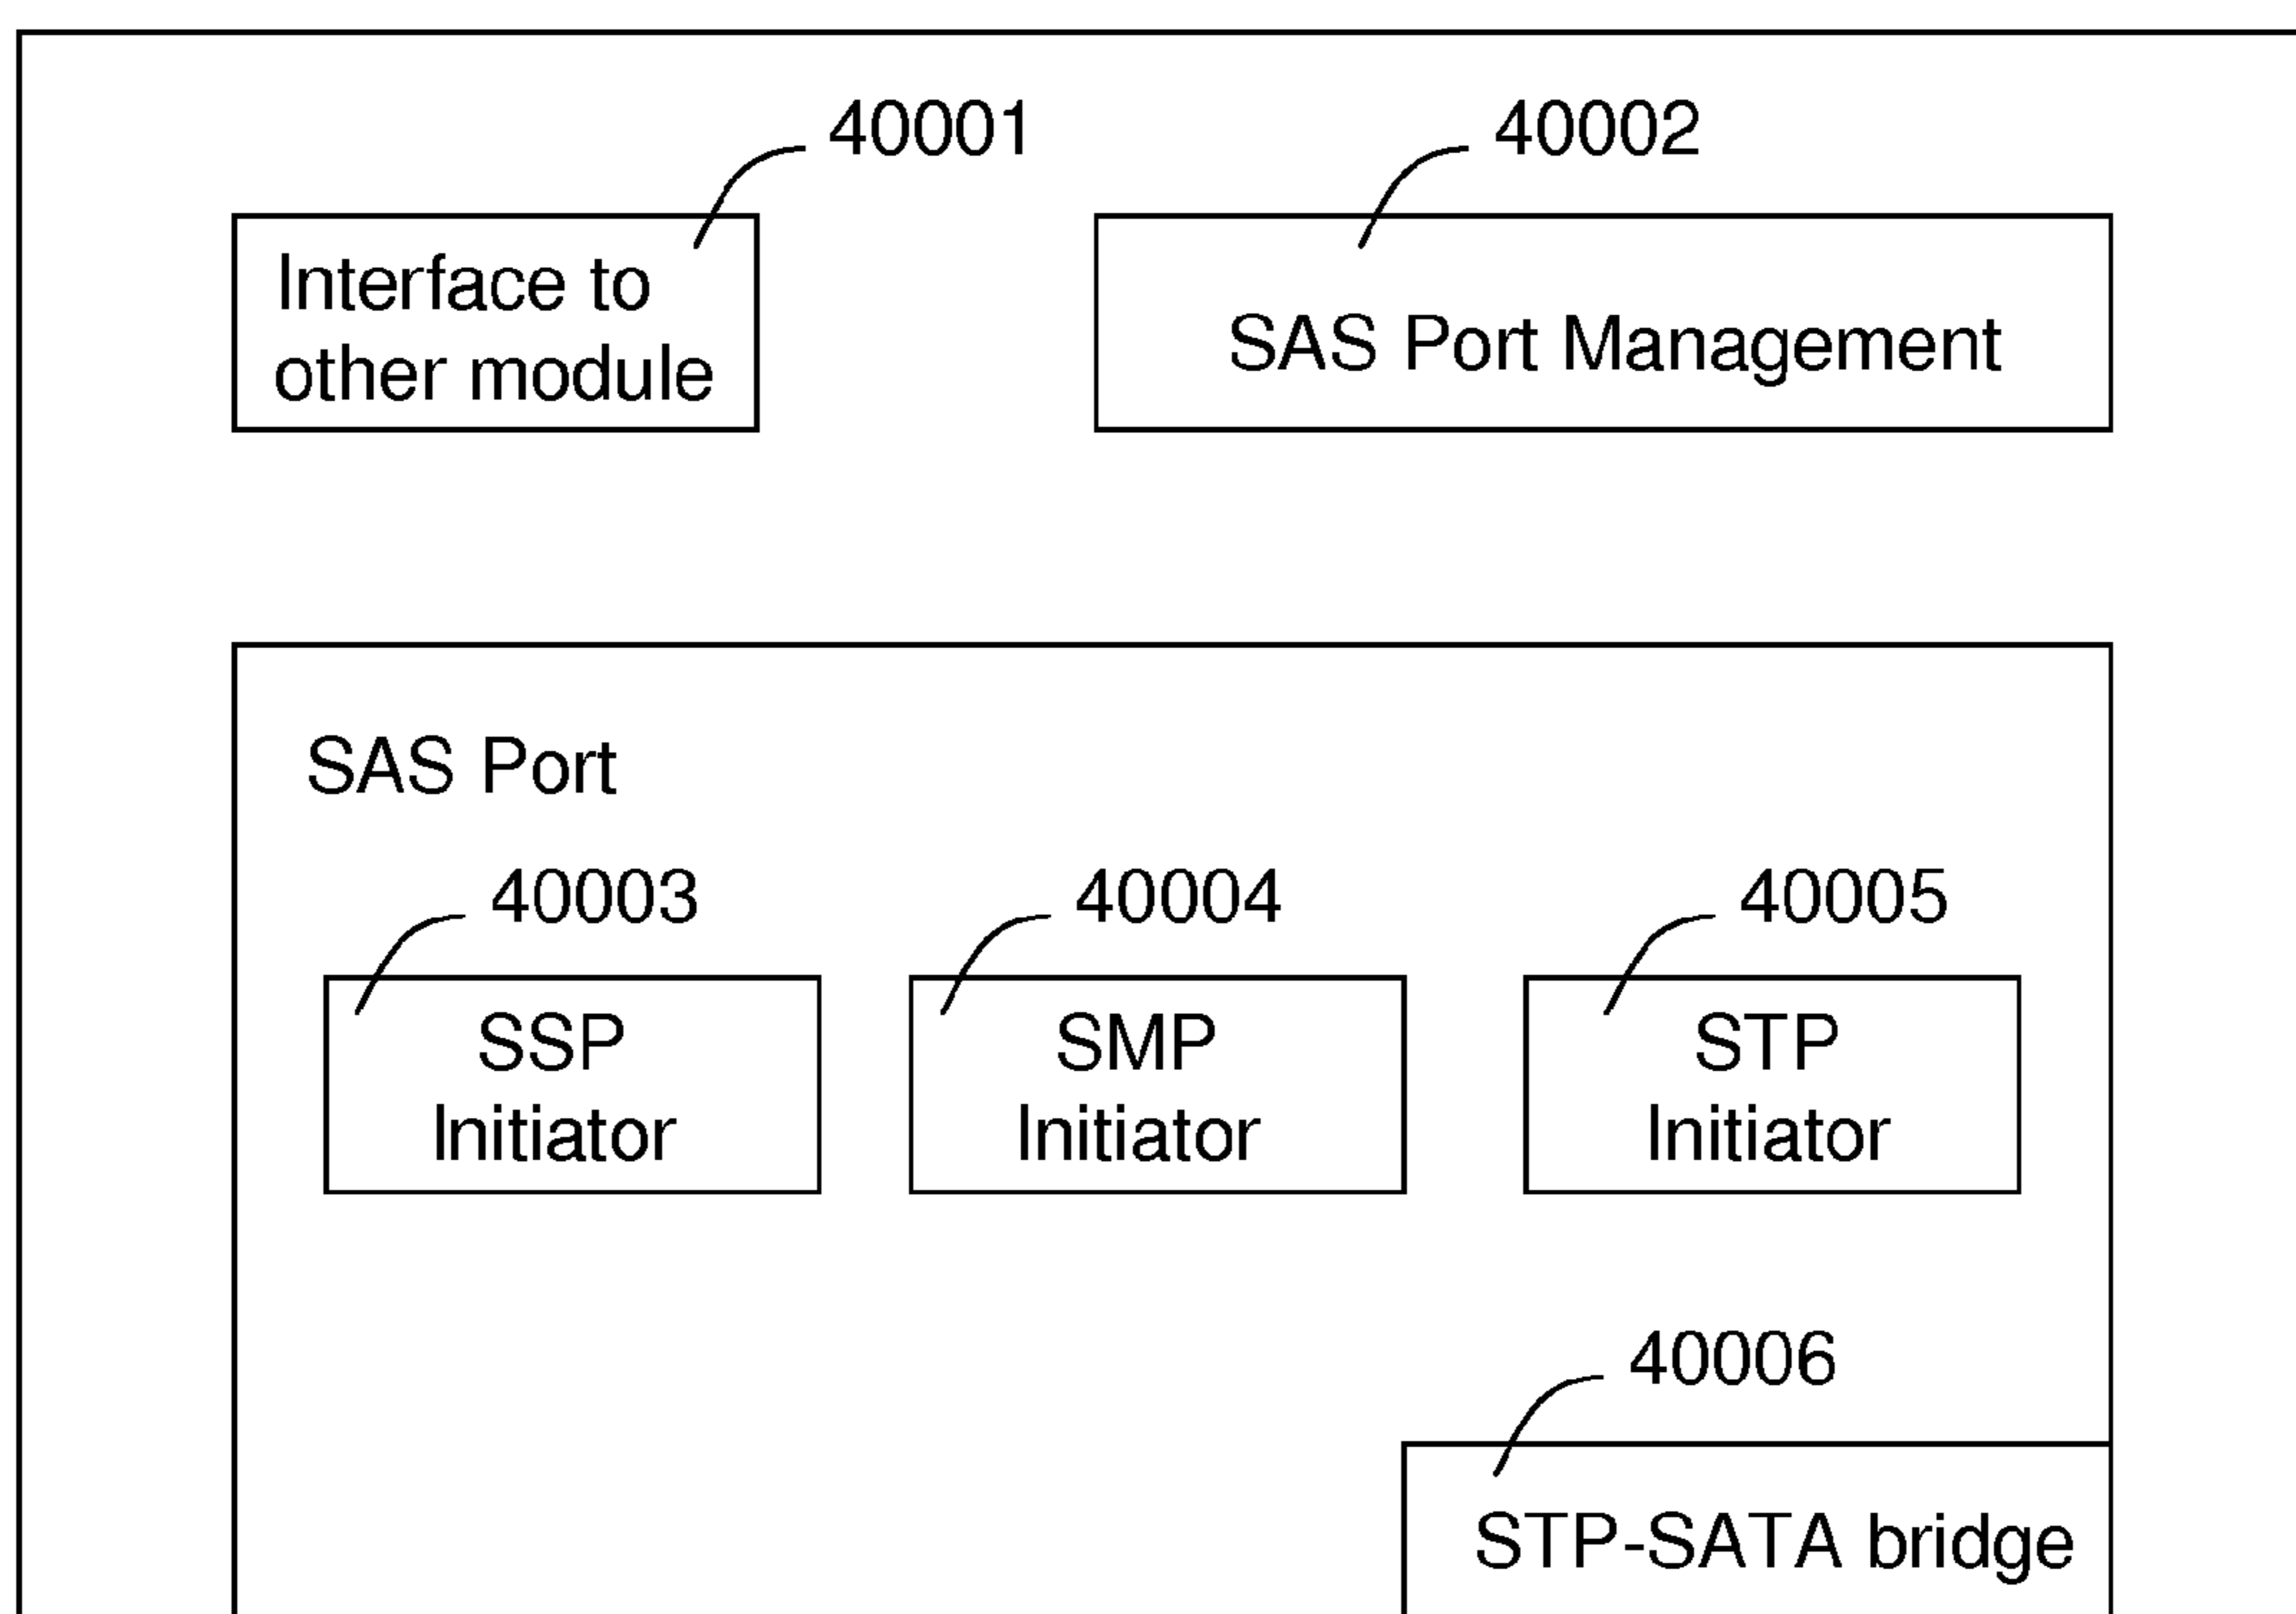 40001
40002
Interface to
other module
SAS Port Management
SAS Port
40003
40004
40005
SSP
Initiator
SMP
Initiator
STP
Initiator
40006
STP-SATA bridge